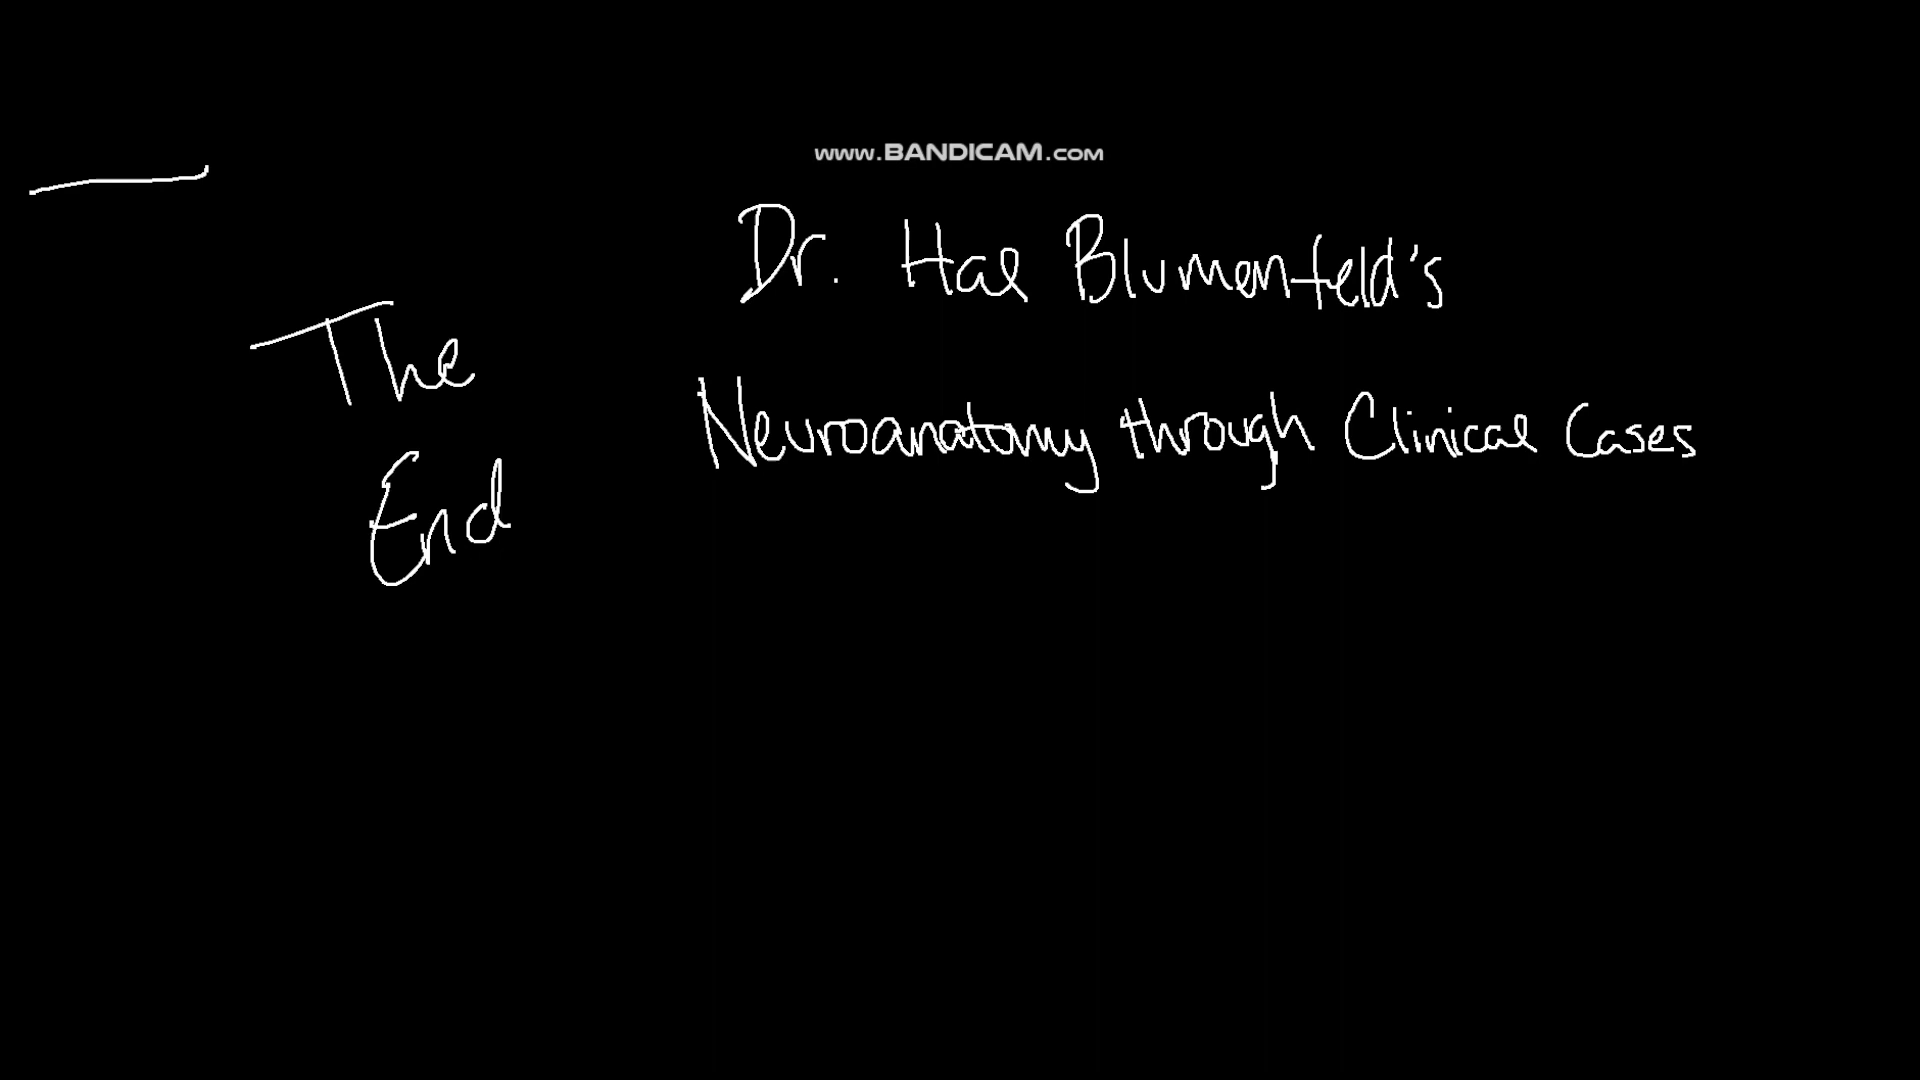 www.BANDICAM.com
Dr. Hal Blumenfeld's
The
Neuroanatomy through Clinical Cases
End